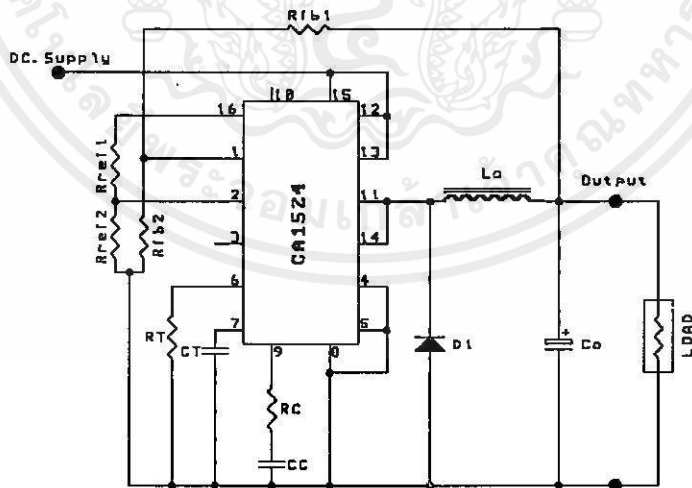 Rfb1
DC. Supply
10
15
16
12
1
13
Rref1
2
11
Lo
Output
CA1524
3
14
Rref2
Rfb2
6
4
7
5
RT
CT
9
8
D1
+
Co
LOAD
RC
CC